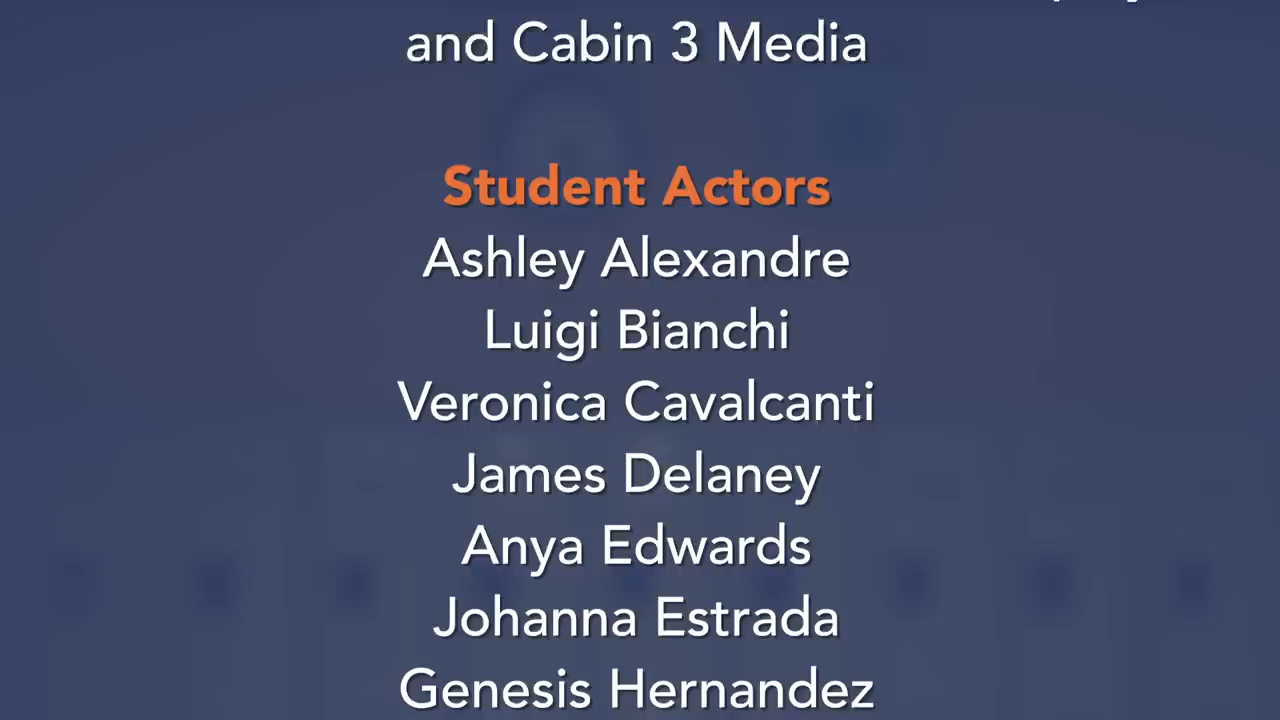 and Cabin 3 Media
Student Actors
Ashley Alexandre
Luigi Bianchi
Veronica Cavalcanti
James Delaney
Anya Edwards
Johanna Estrada
Genesis Hernandez